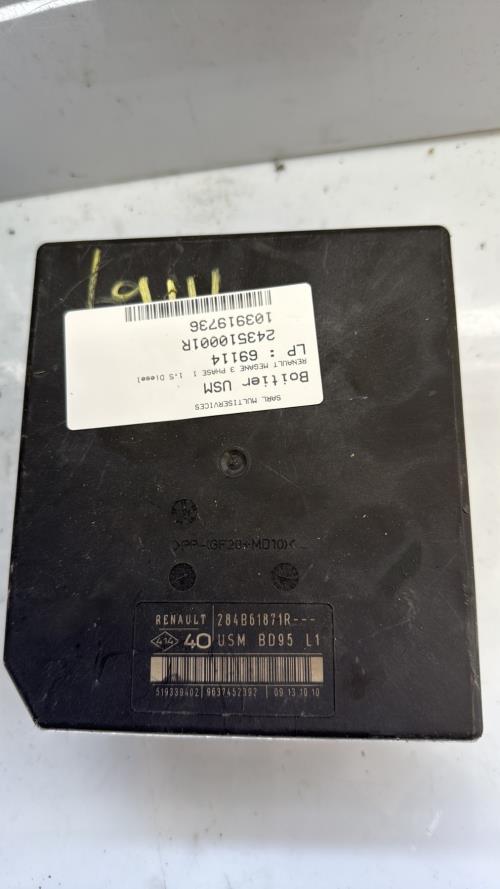 SARL MULTISERVICES
Boitier USM
RENAULT MEGANE 3 PHASE 1 1.5 Diesel
LP : 69114
243510001R
103919736
>PP-(GF20+MD10)<
RENAULT 284B61871R---
414 40 USM BD95 L1
519339402 9637452392 09 13 10 10